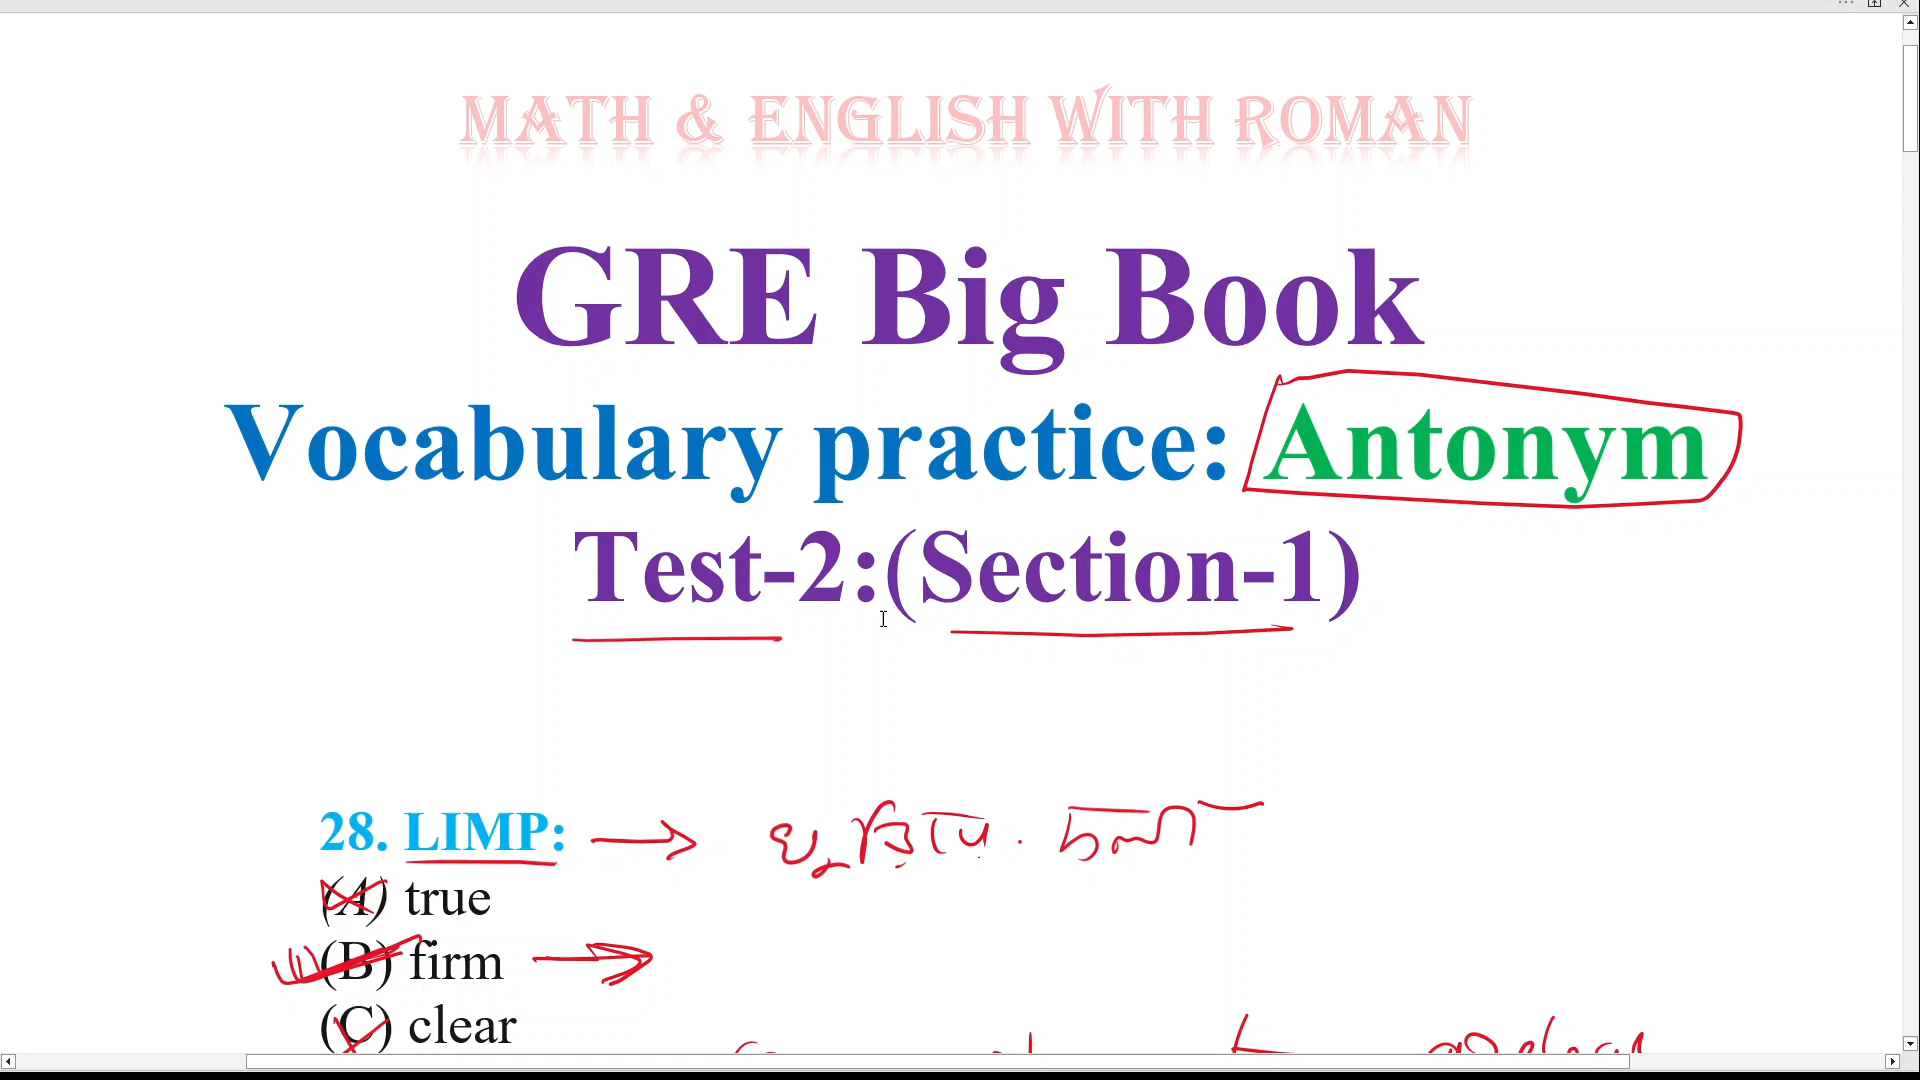 MATH & ENGLISH WITH ROMAN
GRE Big Book
Vocabulary practice: Antonym
Test-2:(Section-1)
28. LIMP:
(A) true
(B) firm
(C) clear